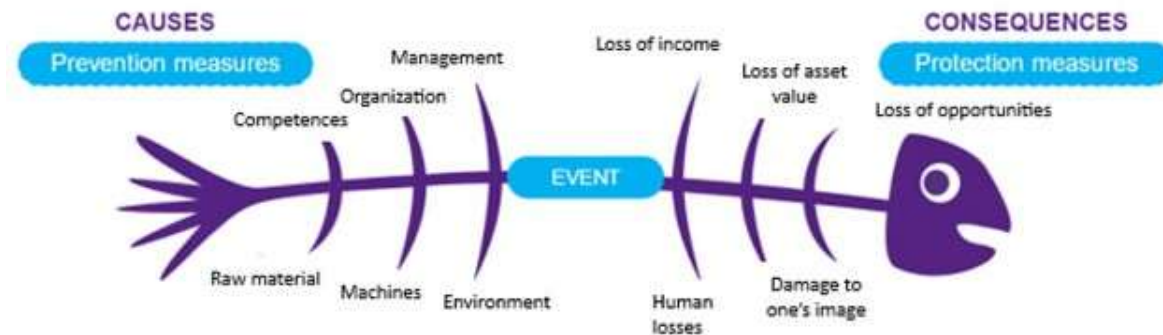 CAUSES
Prevention measures
Management
Organization
Competences
Raw material
Machines
Environment
EVENT
CONSEQUENCES
Protection measures
Loss of income
Loss of asset
value
Loss of opportunities
Human
losses
Damage to
one's image